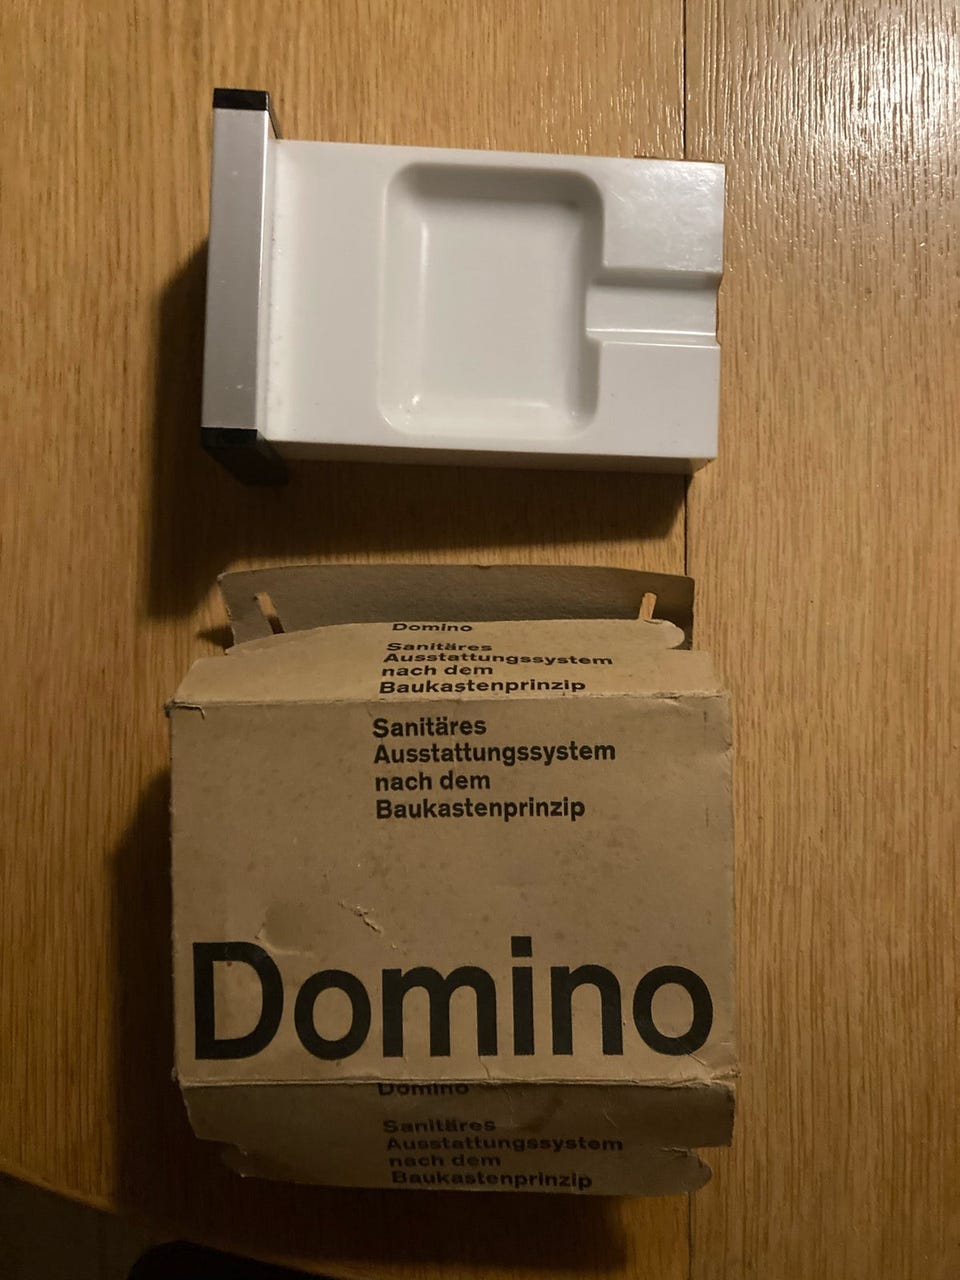 Domino
Sanitäres
Ausstattungssystem
nach dem
Baukastenprinzip
Sanitäres
Ausstattungssystem
nach dem
Baukastenprinzip
Domino
Domino
Sanitäres
Ausstattungssystem
nach dem
Baukastenprinzip